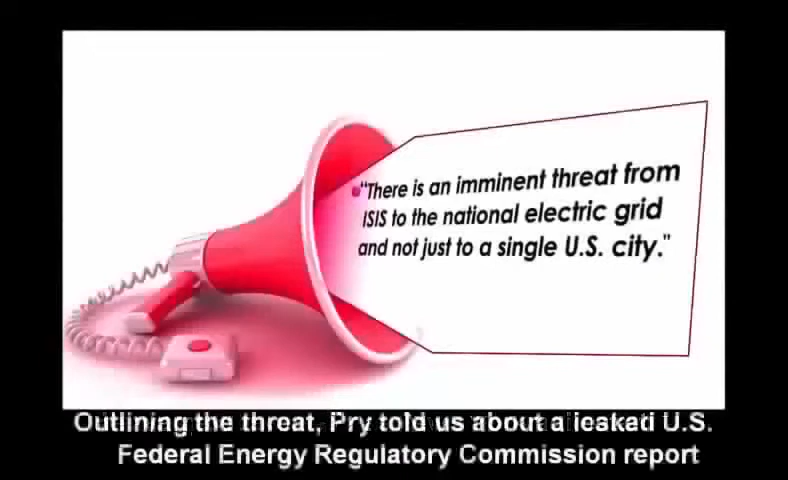 "There is an imminent threat from
ISIS to the national electric grid
and not just to a single U.S. city."
Outlining the threat, Pry told us about a leaked U.S.
Federal Energy Regulatory Commission report